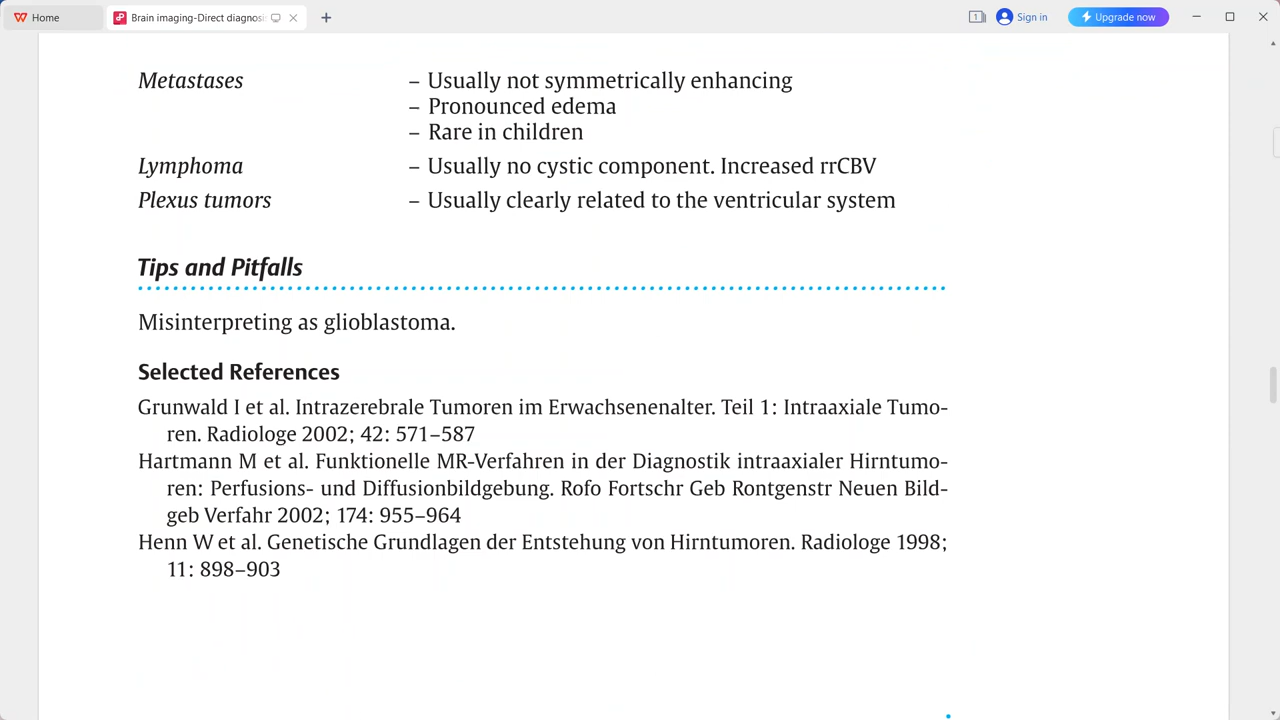 Home
Brain imaging-Direct diagnosi
1
Sign in
Upgrade now
Metastases – Usually not symmetrically enhancing
– Pronounced edema
– Rare in children
Lymphoma – Usually no cystic component. Increased rrCBV
Plexus tumors – Usually clearly related to the ventricular system
Tips and Pitfalls
Misinterpreting as glioblastoma.
Selected References
Grunwald I et al. Intrazerebrale Tumoren im Erwachsenenalter. Teil 1: Intraaxiale Tumo-
ren. Radiologe 2002; 42: 571–587
Hartmann M et al. Funktionelle MR-Verfahren in der Diagnostik intraaxialer Hirntumo-
ren: Perfusions- und Diffusionbildgebung. Rofo Fortschr Geb Rontgenstr Neuen Bild-
geb Verfahr 2002; 174: 955–964
Henn W et al. Genetische Grundlagen der Entstehung von Hirntumoren. Radiologe 1998;
11: 898–903